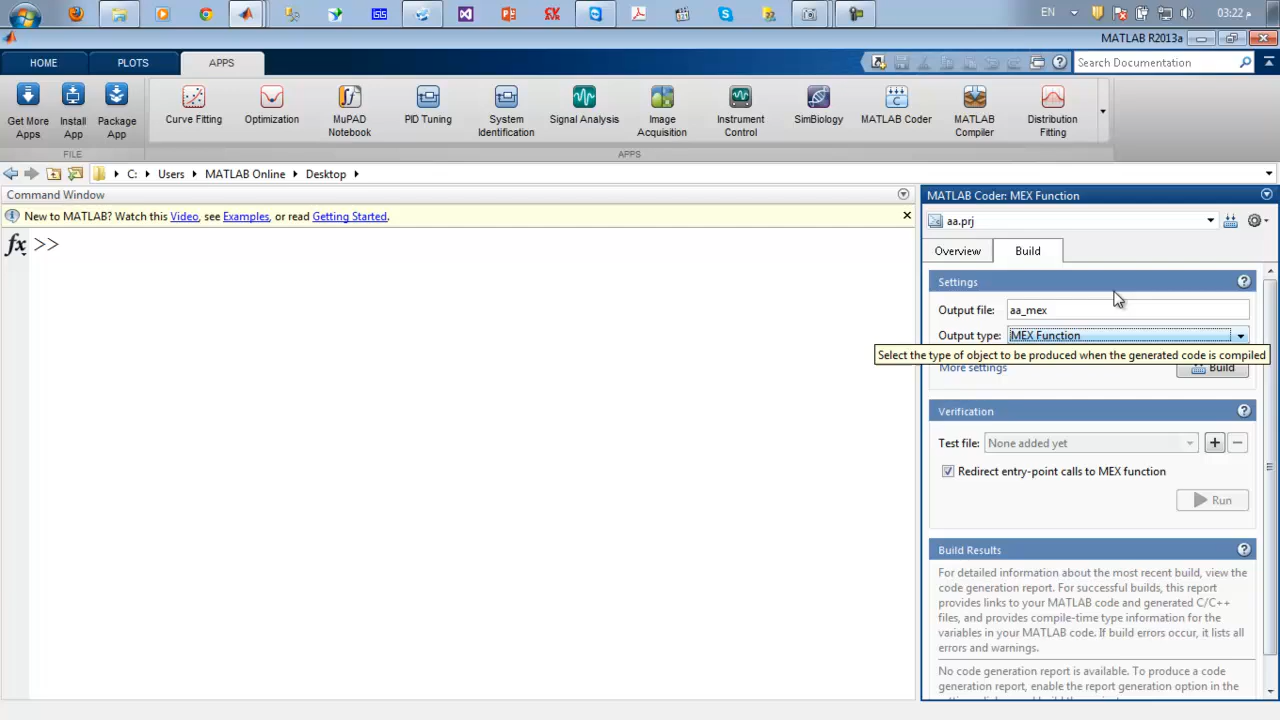 EN
03:22 م
MATLAB R2013a
HOME
PLOTS
APPS
Search Documentation
Get More
Apps
Install
App
Package
App
Curve Fitting
Optimization
MuPAD
Notebook
PID Tuning
System
Identification
Signal Analysis
Image
Acquisition
Instrument
Control
SimBiology
MATLAB Coder
MATLAB
Compiler
Distribution
Fitting
FILE
APPS
C:
Users
MATLAB Online
Desktop
Command Window
New to MATLAB? Watch this Video, see Examples, or read Getting Started.
fx >>
MATLAB Coder: MEX Function
aa.prj
Overview
Build
Settings
Output file: aa_mex
Output type: MEX Function
Select the type of object to be produced when the generated code is compiled
More settings
Build
Verification
Test file: None added yet
Redirect entry-point calls to MEX function
Run
Build Results
For detailed information about the most recent build, view the
code generation report. For successful builds, this report
provides links to your MATLAB code and generated C/C++
files, and provides compile-time type information for the
variables in your MATLAB code. If build errors occur, it lists all
errors and warnings.
No code generation report is available. To produce a code
generation report, enable the report generation option in the